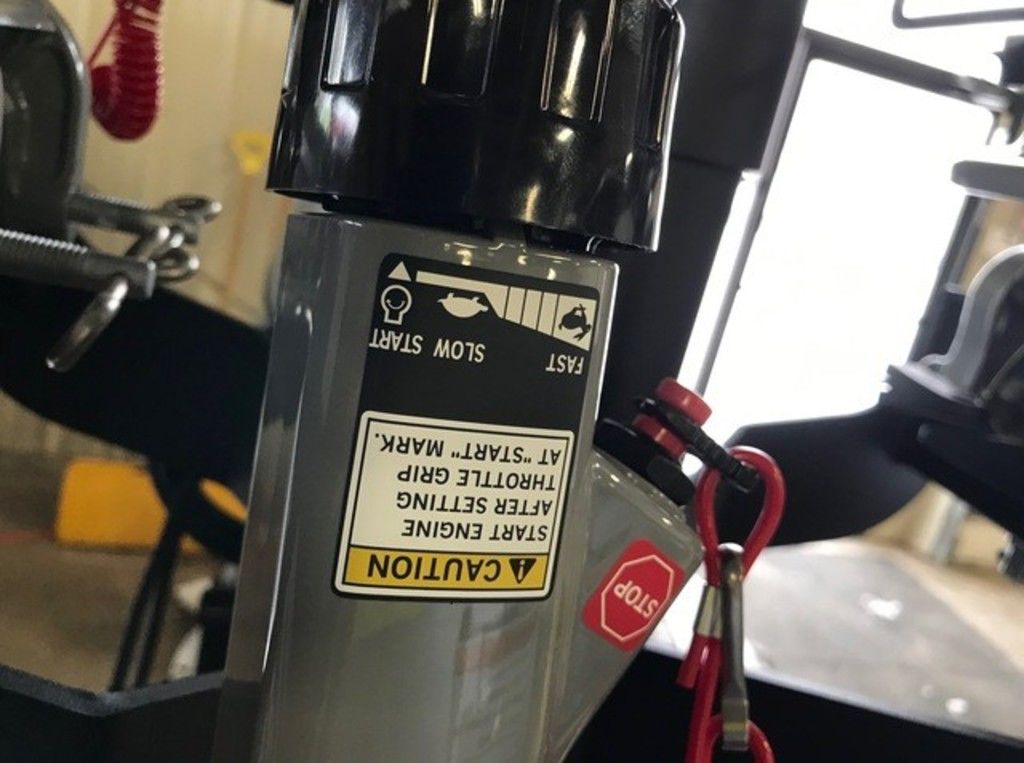 CAUTION
START ENGINE
AFTER SETTING
THROTTLE GRIP
AT "START" MARK.
FAST
SLOW START
STOP